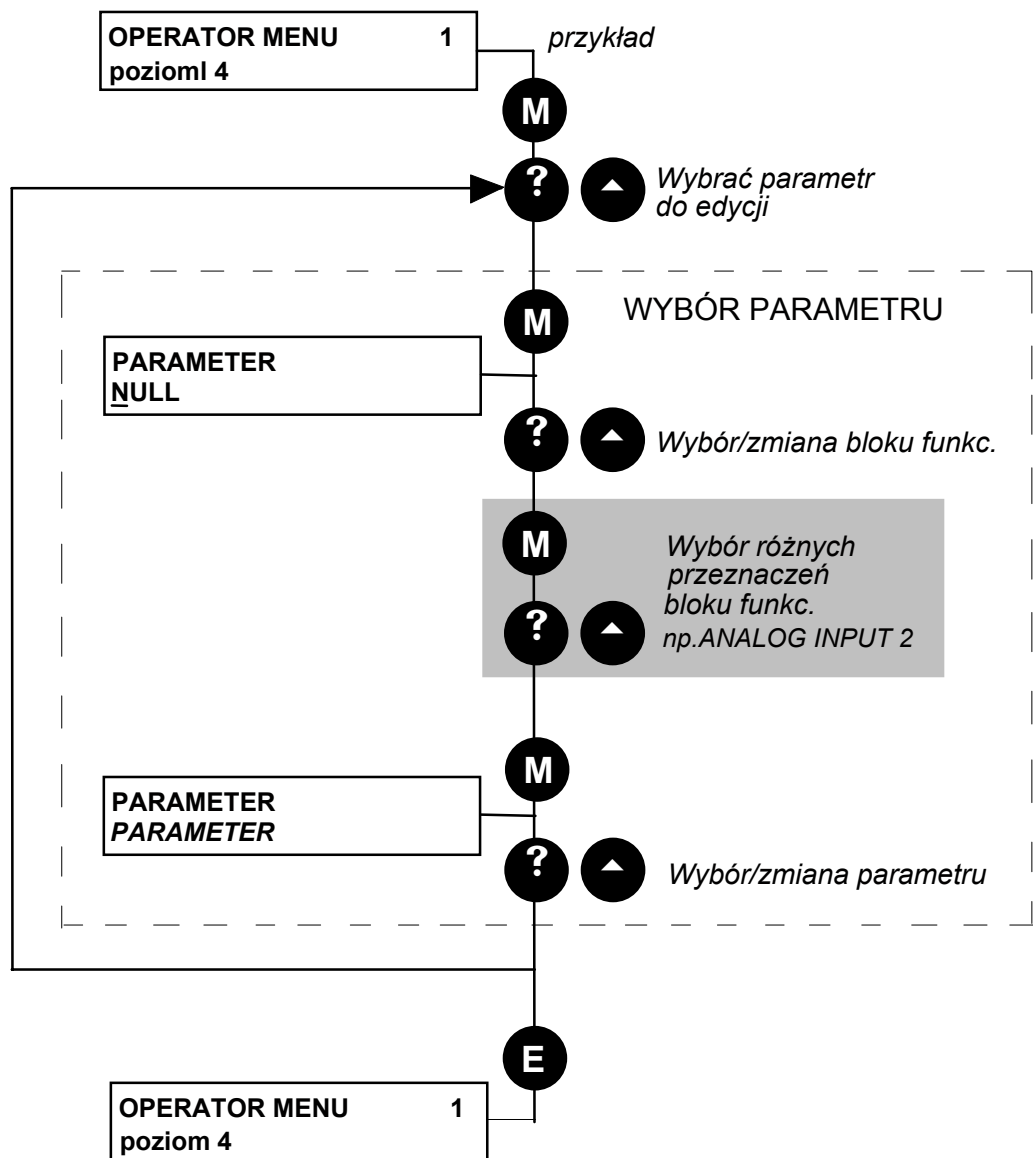 OPERATOR MENU 1
pozioml 4
przykład
M
?
Wybrać parametr
do edycji
M
WYBÓR PARAMETRU
PARAMETER
NULL
?
Wybór/zmiana bloku funkc.
M
Wybór różnych
przeznaczeń
bloku funkc.
?
np.ANALOG INPUT 2
M
PARAMETER
PARAMETER
?
Wybór/zmiana parametru
E
OPERATOR MENU 1
poziom 4